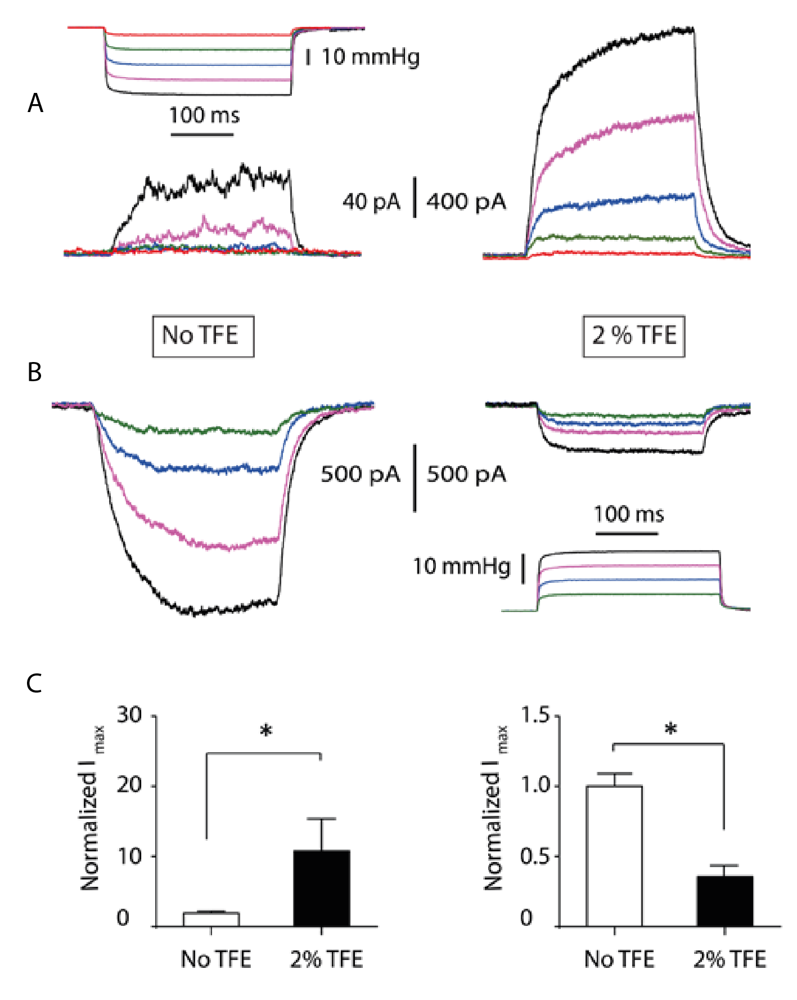 10 mmHg
A
100 ms
40 pA
400 pA
No TFE
2 % TFE
B
500 pA
500 pA
100 ms
10 mmHg
C
30
20
10
0
Normalized I max
*
No TFE
2% TFE
1.5
1.0
0.5
0
Normalized I max
*
No TFE
2% TFE